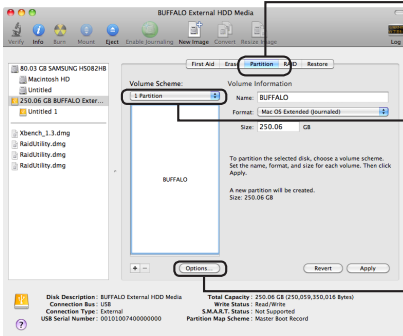 BUFFALO External HDD Media
Verify Info Burn Mount Eject Enable Journaling New Image Convert Resize Image Log
80.03 GB SAMSUNG HS082HB
Macintosh HD
Untitled
250.06 GB BUFFALO Exter...
Untitled 1
Xbench_1.3.dmg
RaidUtility.dmg
RaidUtility.dmg
RaidUtility.dmg
First Aid Erase Partition RAID Restore
Volume Scheme: Volume Information
1 Partition
Name: BUFFALO
Format: Mac OS Extended (Journaled)
Size: 250.06 GB
To partition the selected disk, choose a volume scheme.
Set the name, format, and size for each volume. Then click
Apply.
BUFFALO
A new partition will be created.
Size: 250.06 GB
+ - Options... Revert Apply
Disk Description : BUFFALO External HDD Media Total Capacity : 250.06 GB (250,059,350,016 Bytes)
Connection Bus : USB Write Status : Read/Write
Connection Type : External S.M.A.R.T. Status : Not Supported
USB Serial Number : 00101007400000000 Partition Map Scheme : Master Boot Record
?